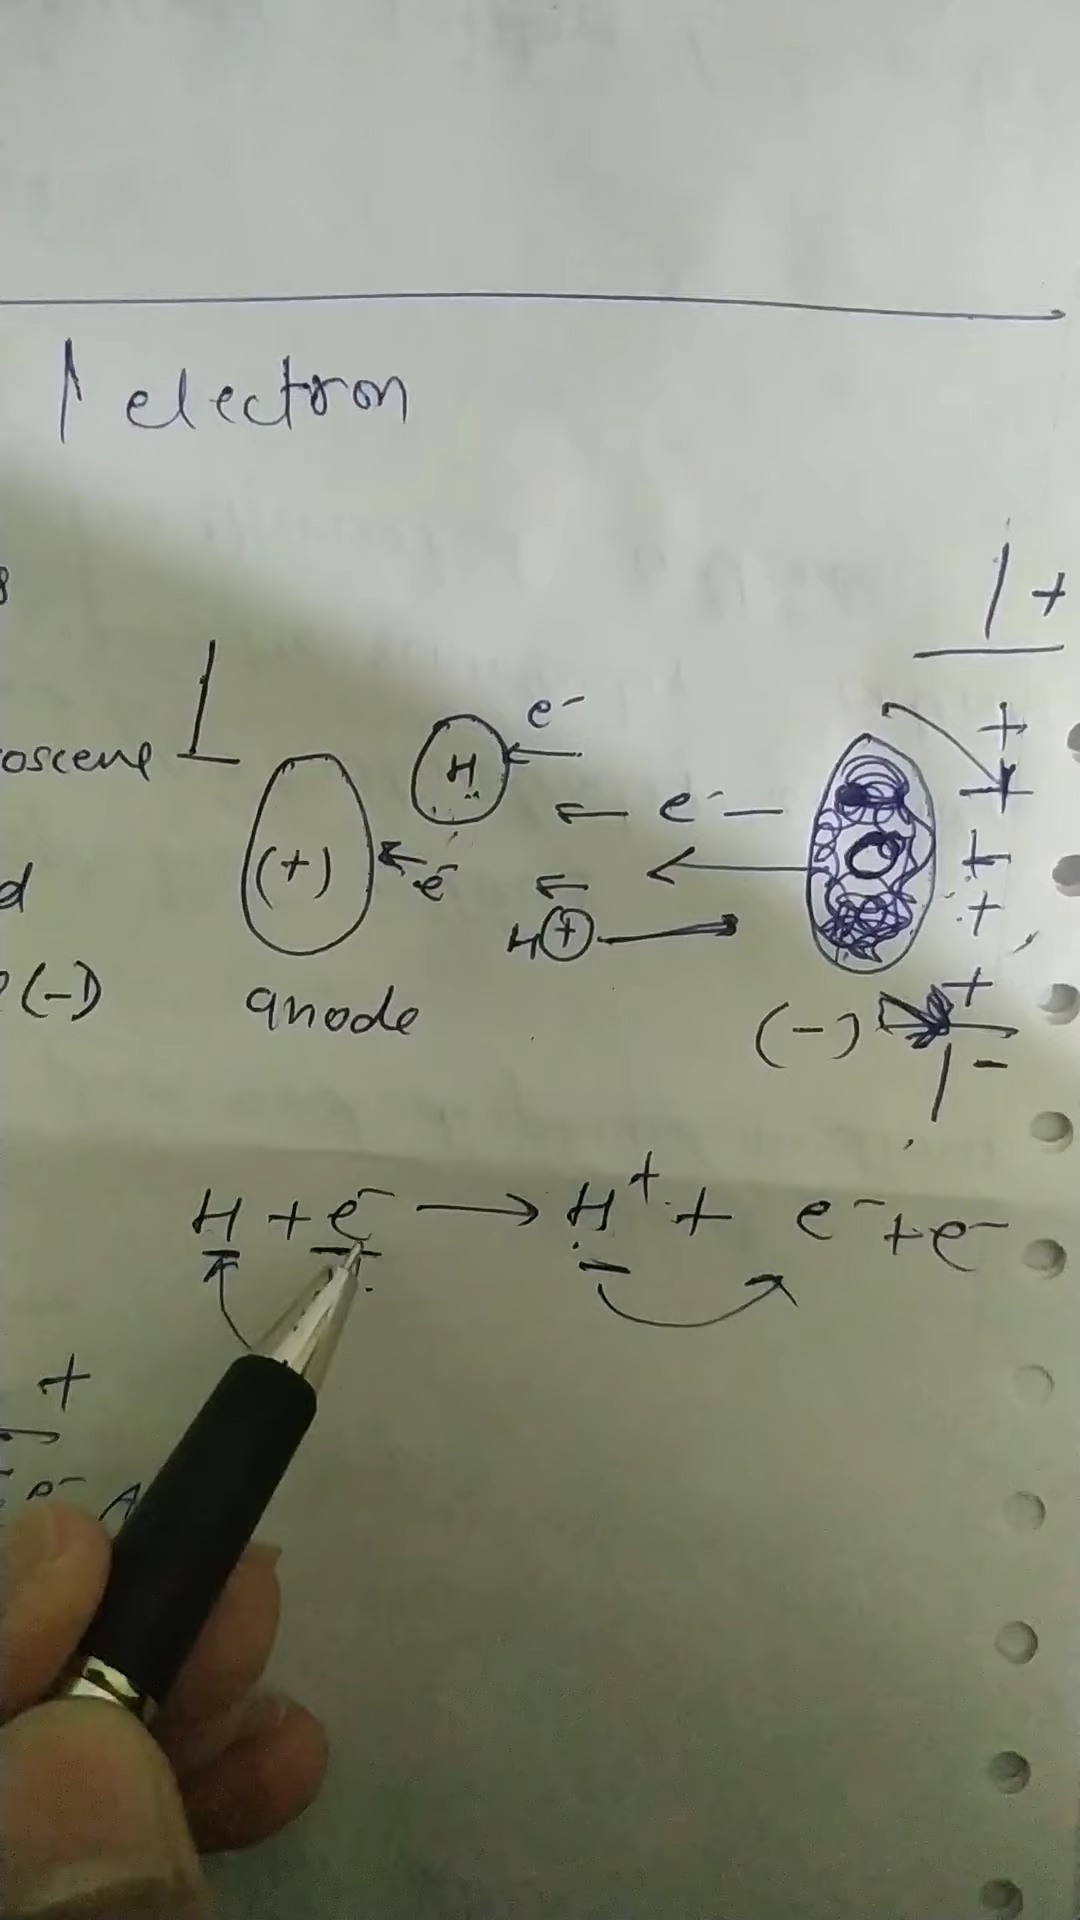 1 electron
1+
e⁻
H
oscene
+
+
(+)
e⁻
← e⁻ —
+
←
H⊕
+
+
(-)
anode
(-)
-
H + e⁻ → H⁺ + e⁻ + e⁻
+
e⁻